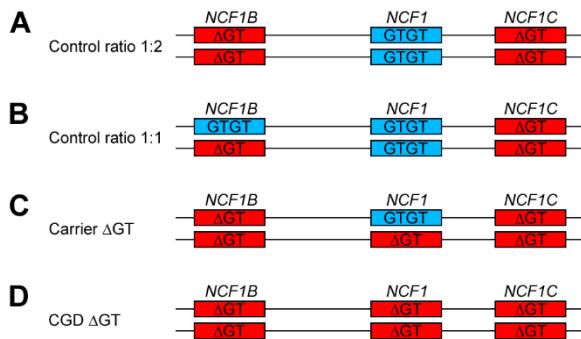 A
Control ratio 1:2
NCF1B NCF1 NCF1C
ΔGT GTGT ΔGT
ΔGT GTGT ΔGT
B
Control ratio 1:1
NCF1B NCF1 NCF1C
GTGT GTGT ΔGT
ΔGT GTGT ΔGT
C
Carrier ΔGT
NCF1B NCF1 NCF1C
ΔGT GTGT ΔGT
ΔGT ΔGT ΔGT
D
CGD ΔGT
NCF1B NCF1 NCF1C
ΔGT ΔGT ΔGT
ΔGT ΔGT ΔGT